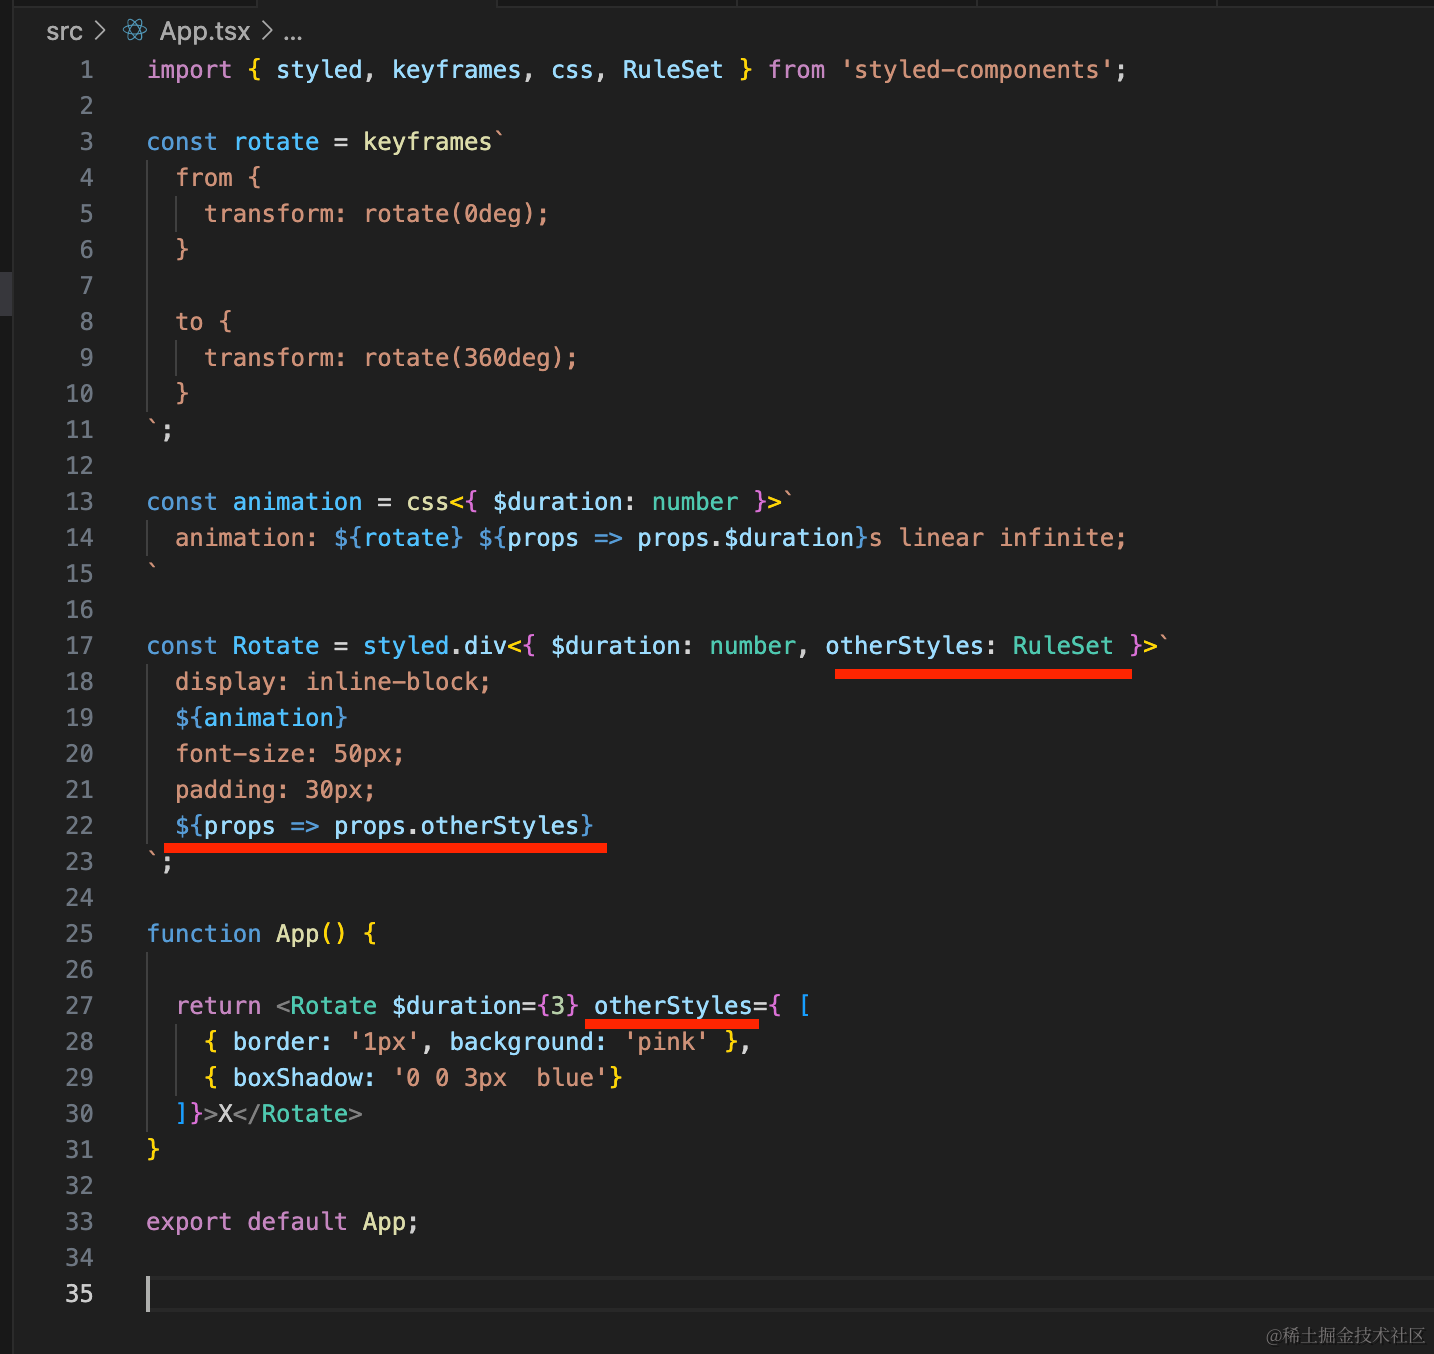 src > App.tsx > ...
1 import { styled, keyframes, css, RuleSet } from 'styled-components';
2
3 const rotate = keyframes`
4   from {
5     transform: rotate(0deg);
6   }
7
8   to {
9     transform: rotate(360deg);
10   }
11 `;
12
13 const animation = css<{ $duration: number }>`
14   animation: ${rotate} ${props => props.$duration}s linear infinite;
15 `
16
17 const Rotate = styled.div<{ $duration: number, otherStyles: RuleSet }>`
18   display: inline-block;
19   ${animation}
20   font-size: 50px;
21   padding: 30px;
22   ${props => props.otherStyles}
23 `;
24
25 function App() {
26
27   return <Rotate $duration={3} otherStyles={ [
28     { border: '1px', background: 'pink' },
29     { boxShadow: '0 0 3px  blue'}
30   ]}>X</Rotate>
31 }
32
33 export default App;
34
35
@稀土掘金技术社区